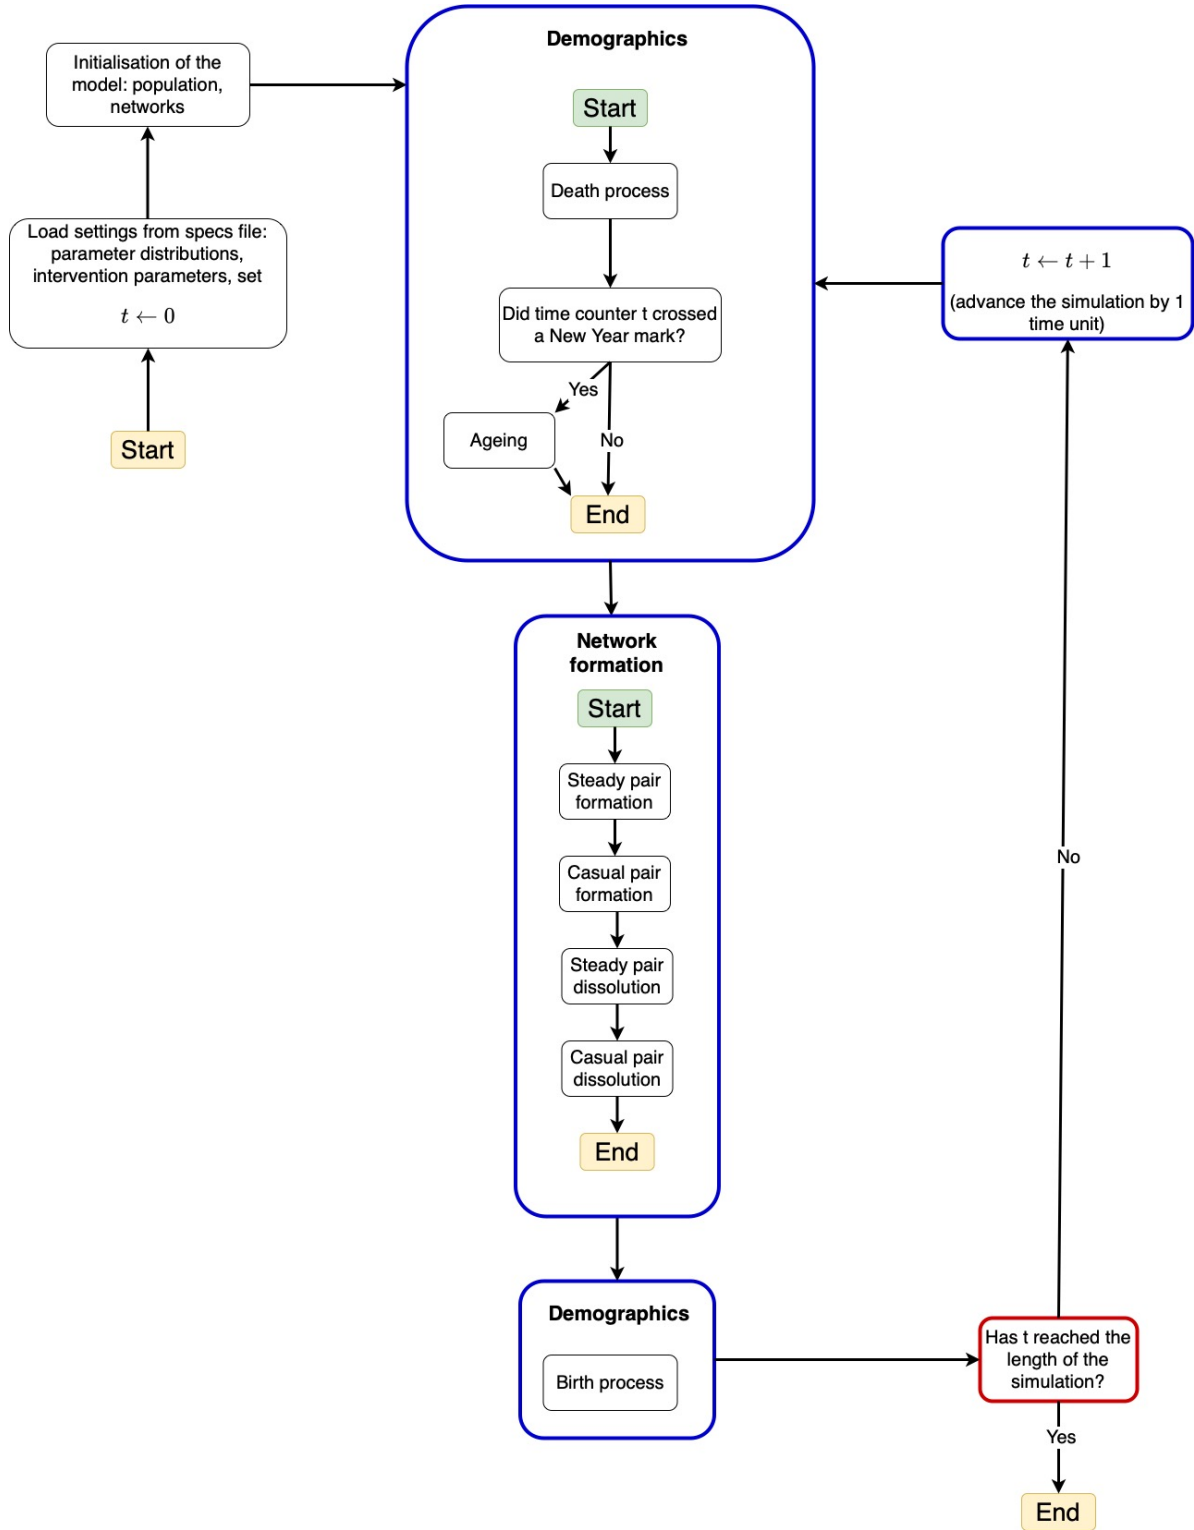 Start
Load settings from specs file:
parameter distributions,
intervention parameters, set
t ← 0
Initialisation of the
model: population,
networks
Demographics
Start
Death process
Did time counter t crossed
a New Year mark?
Yes
No
Ageing
End
Network
formation
Start
Steady pair
formation
Casual pair
formation
Steady pair
dissolution
Casual pair
dissolution
End
Demographics
Birth process
Has t reached the
length of the
simulation?
No
t ← t + 1
(advance the simulation by 1
time unit)
Yes
End